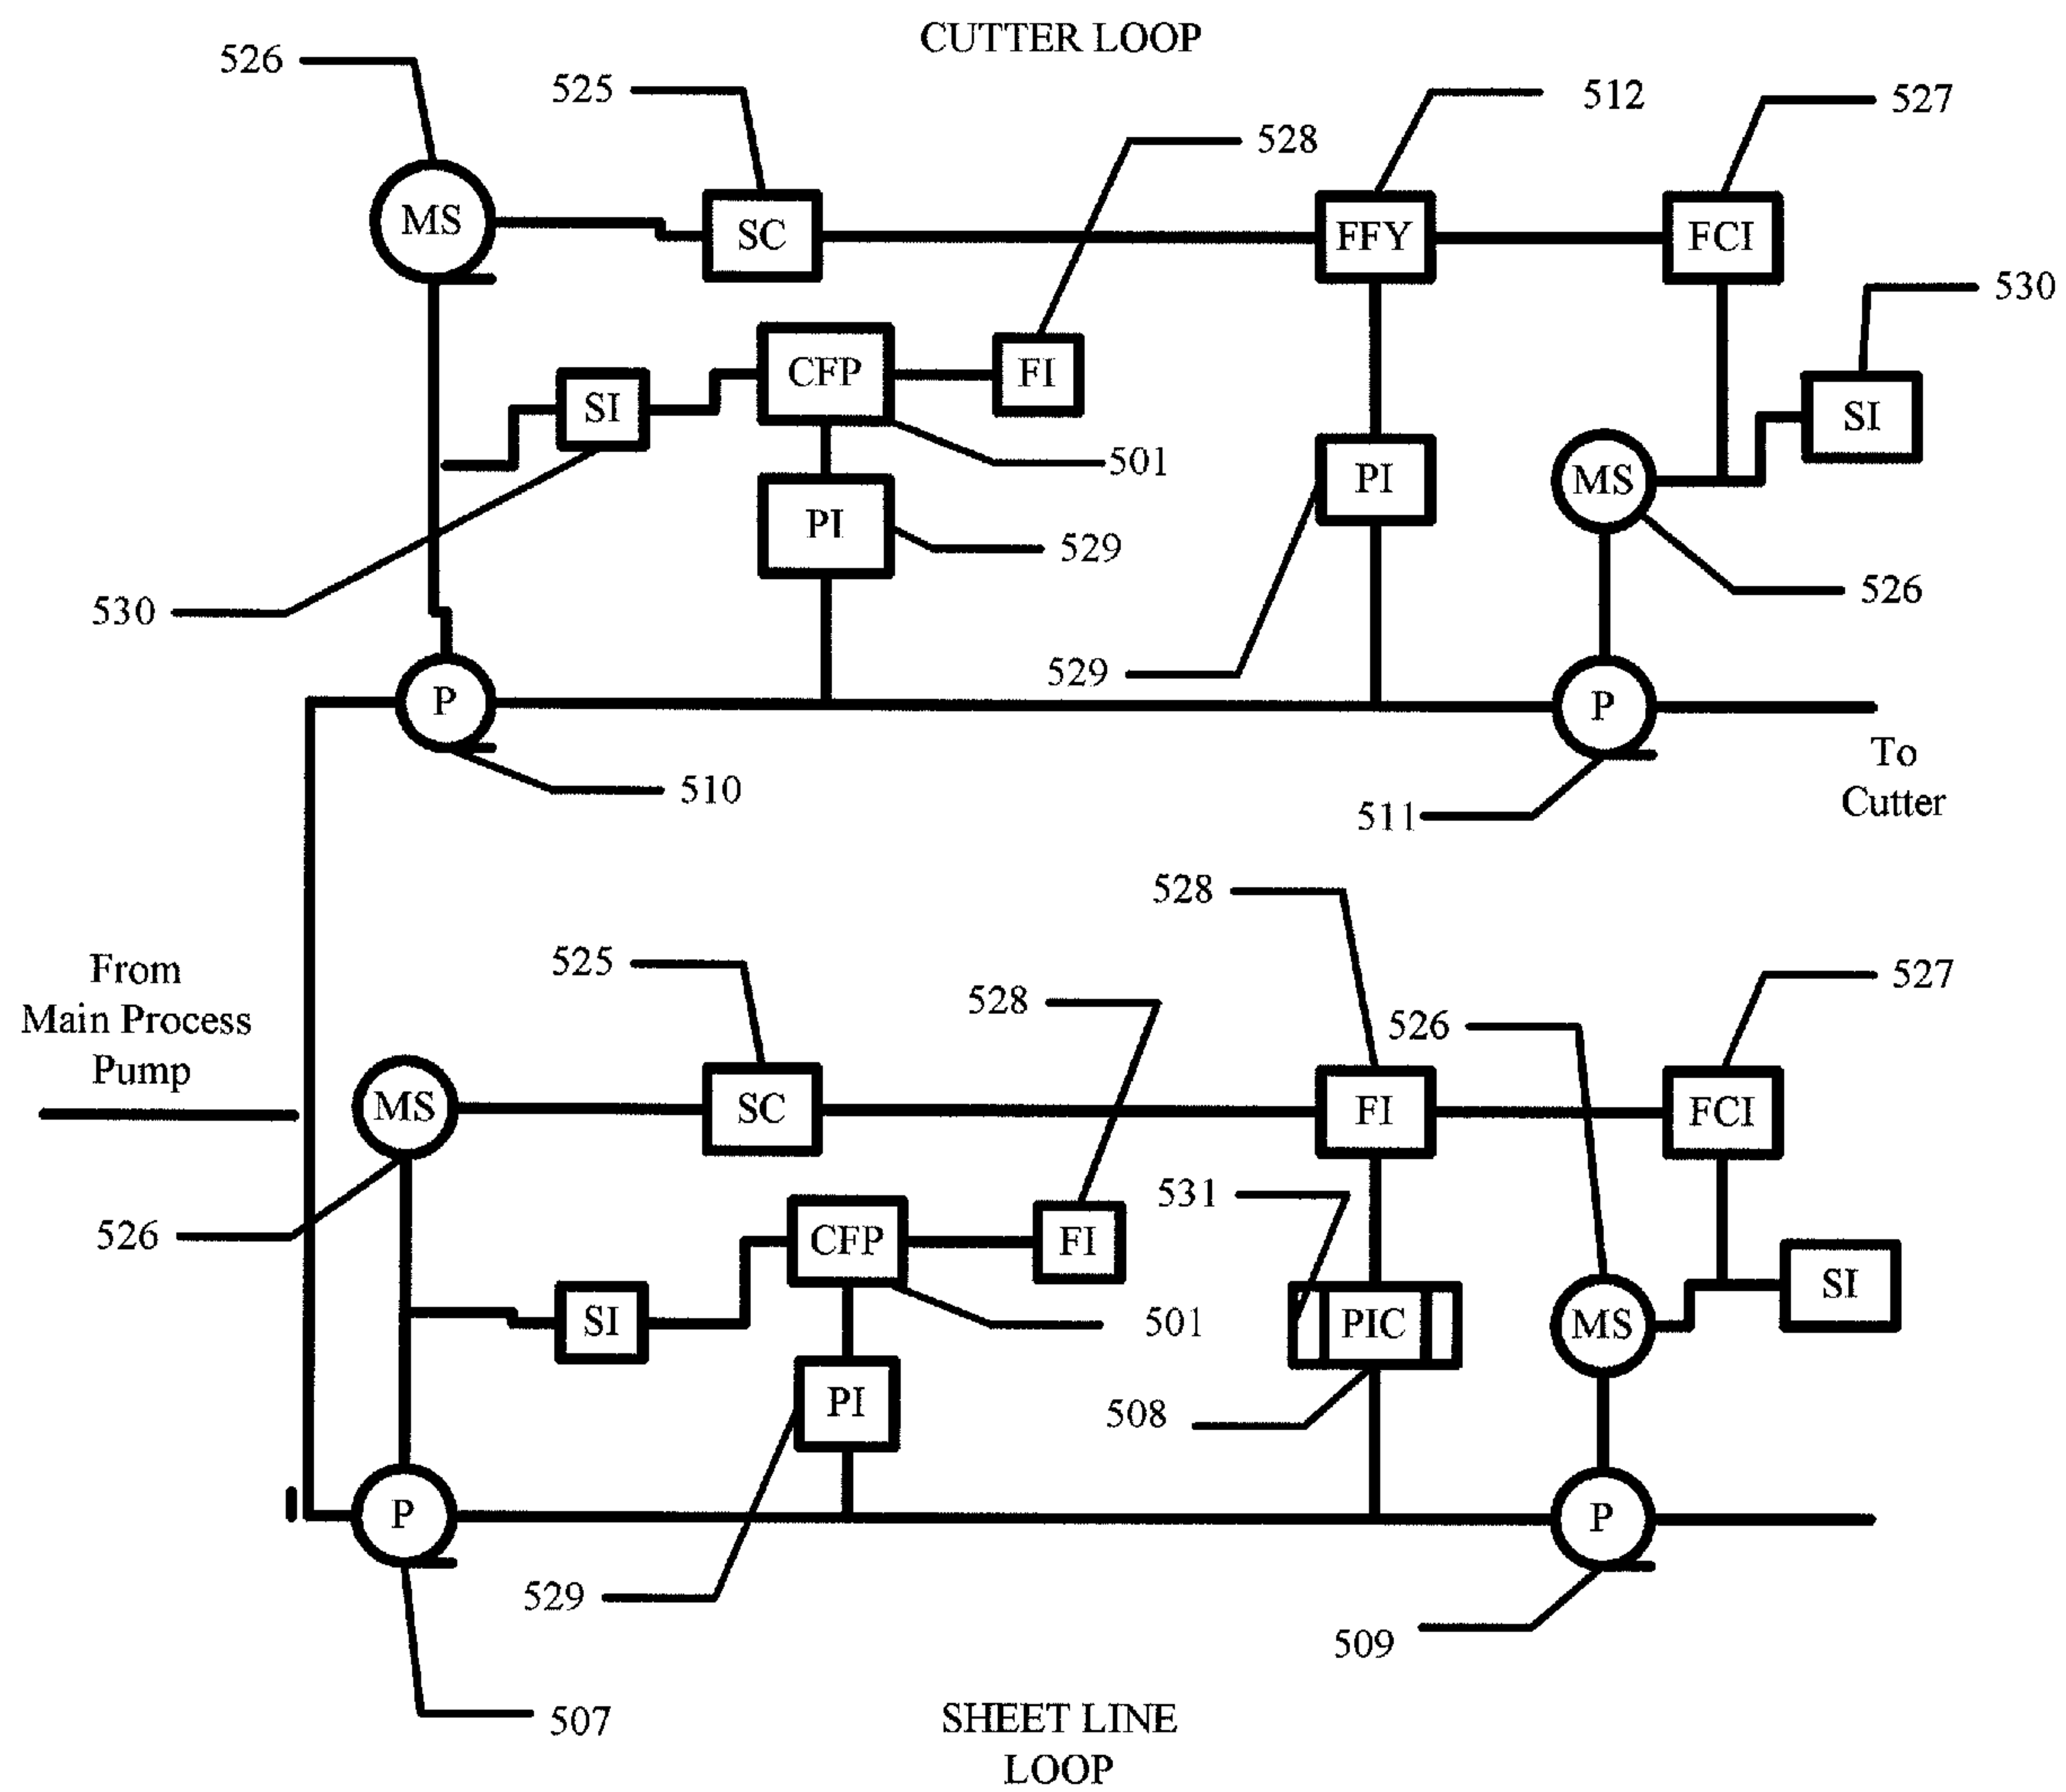 CUTTER LOOP
526
525
512
527
528
MS
SC
FFY
FCI
530
SI
CFP
FI
SI
501
PI
PI
MS
529
530
526
529
P
P
510
To
Cutter
511
528
From
Main Process
Pump
525
528
526
527
MS
SC
FI
FCI
531
526
CFP
FI
SI
SI
501
PIC
MS
PI
508
P
P
529
509
507
SHEET LINE
LOOP